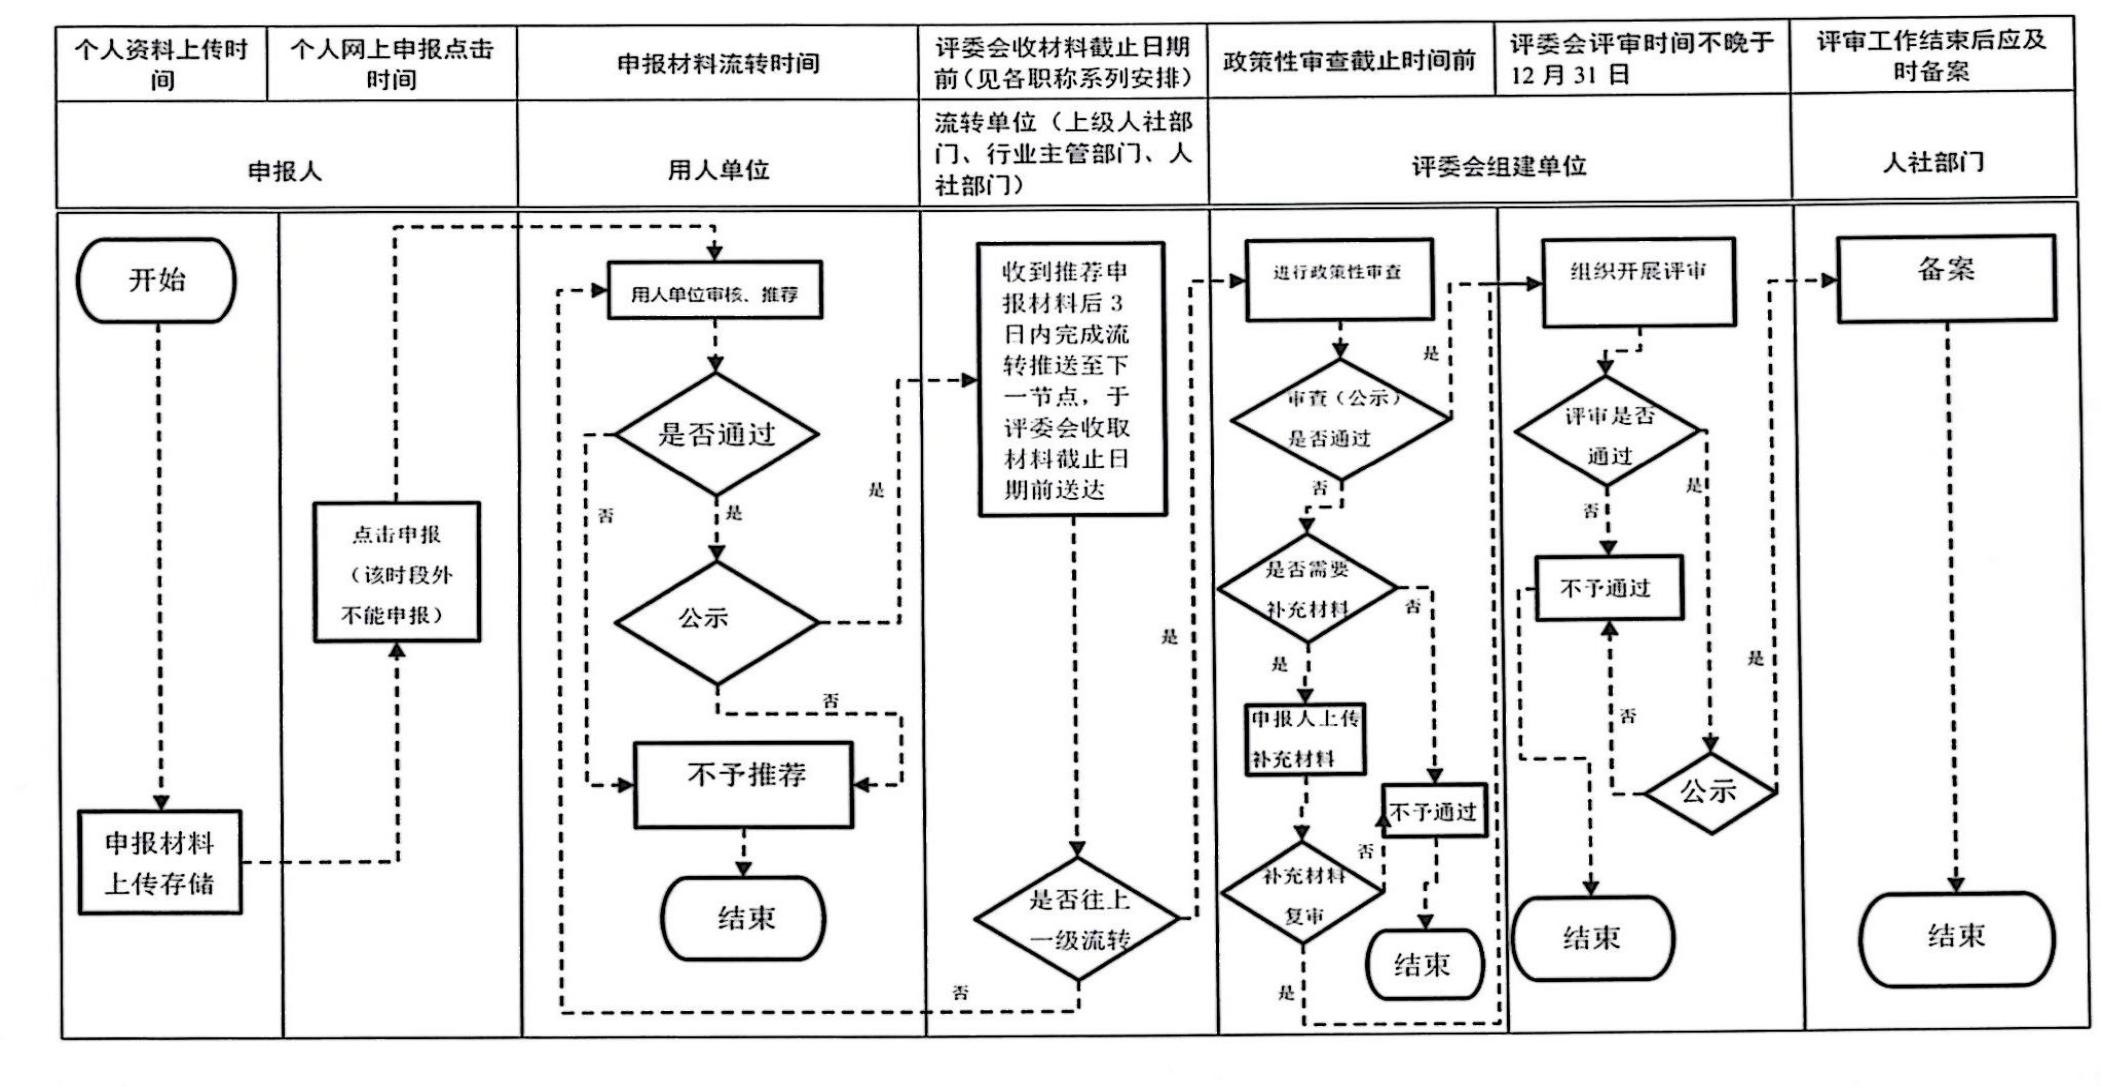 个人资料上传时
间
个人网上申报点击
时间
申报材料流转时间
评委会收材料截止日期
前（见各职称系列安排）
政策性审查截止时间前
评委会评审时间不晚于
12 月 31 日
评审工作结束后应及
时备案
申报人
用人单位
流转单位（上级人社部
门、行业主管部门、人
社部门）
评委会组建单位
人社部门
开始
申报材料
上传存储
点击申报
（该时段外
不能申报）
用人单位审核、推荐
是否通过
否
是
公示
是
否
不予推荐
结束
收到推荐申
报材料后 3
日内完成流
转推送至下
一节点，于
评委会收取
材料截止日
期前送达
是否往上
一级流转
是
否
进行政策性审查
审查（公示）
是否通过
是
否
是否需要
补充材料
否
是
申报人上传
补充材料
不予通过
补充材料
复审
否
是
结束
组织开展评审
评审是否
通过
是
否
不予通过
否
公示
是
结束
备案
结束